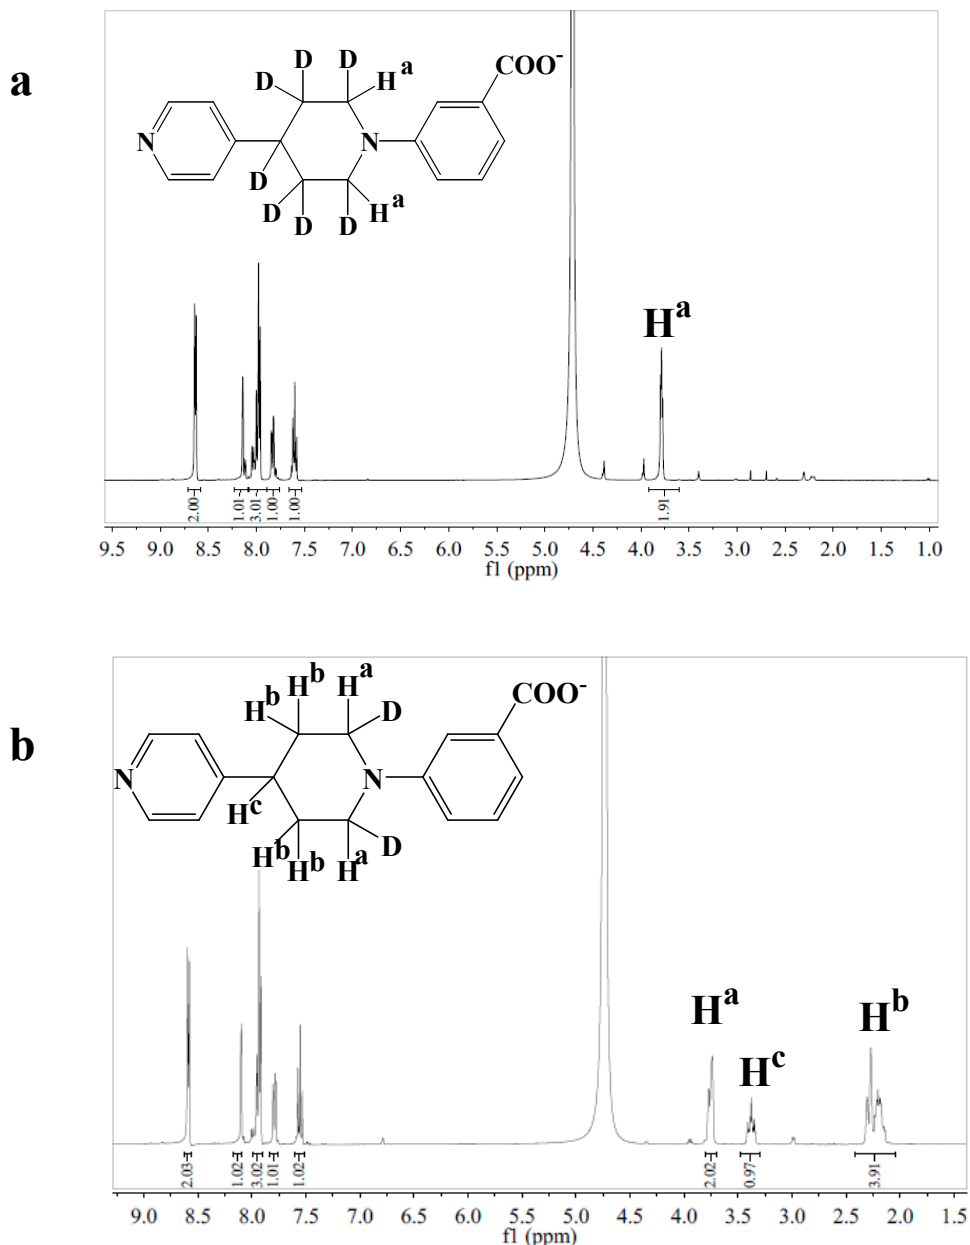 a
D D D H^a COO^-
N N
D D D D H^a
H^a
2.00 1.01 3.01 1.00 1.00 1.91
9.5 9.0 8.5 8.0 7.5 7.0 6.5 6.0 5.5 5.0 4.5 4.0 3.5 3.0 2.5 2.0 1.5 1.0
f1 (ppm)
b
H^b H^b H^a D COO^-
N N
H^c H^b H^b H^a D
H^a H^c H^b
2.03 1.02 3.02 1.01 1.02 2.02 0.97 3.91
9.0 8.5 8.0 7.5 7.0 6.5 6.0 5.5 5.0 4.5 4.0 3.5 3.0 2.5 2.0 1.5
f1 (ppm)